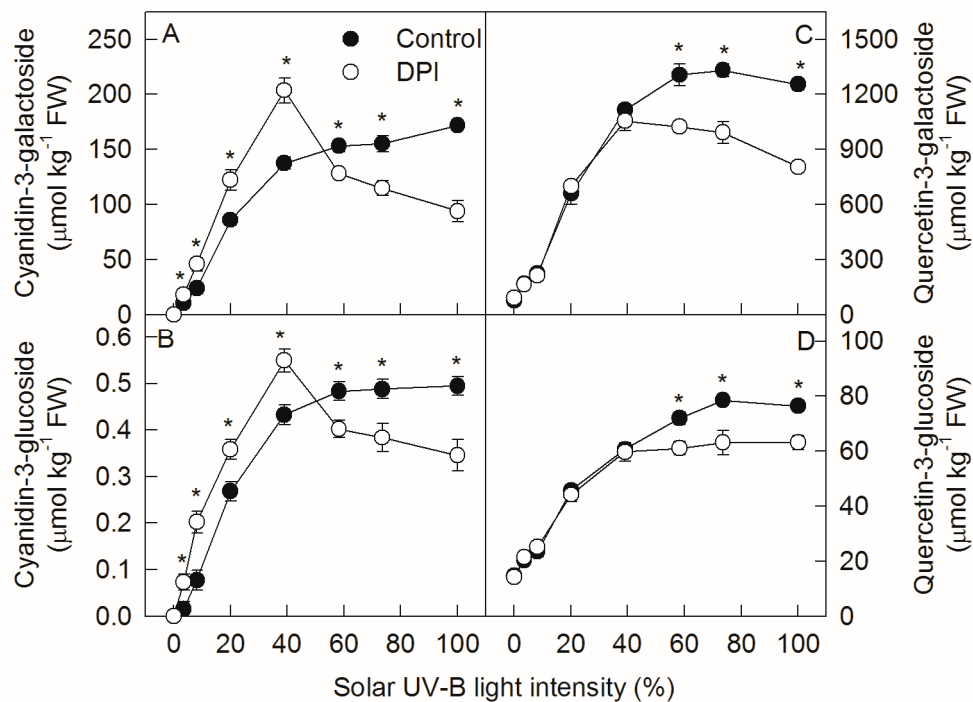 A
Control
DPI
*
*
*
*
*
*
*
250
200
150
100
50
0
Cyanidin-3-galactoside
(μmol kg⁻¹ FW)
C
*
*
*
1500
1200
900
600
300
0
Quercetin-3-galactoside
(μmol kg⁻¹ FW)
B
*
*
*
*
*
*
*
0.6
0.5
0.4
0.3
0.2
0.1
0.0
Cyanidin-3-glucoside
(μmol kg⁻¹ FW)
D
*
*
*
100
80
60
40
20
0
Quercetin-3-glucoside
(μmol kg⁻¹ FW)
0 20 40 60 80 100
0 20 40 60 80 100
Solar UV-B light intensity (%)